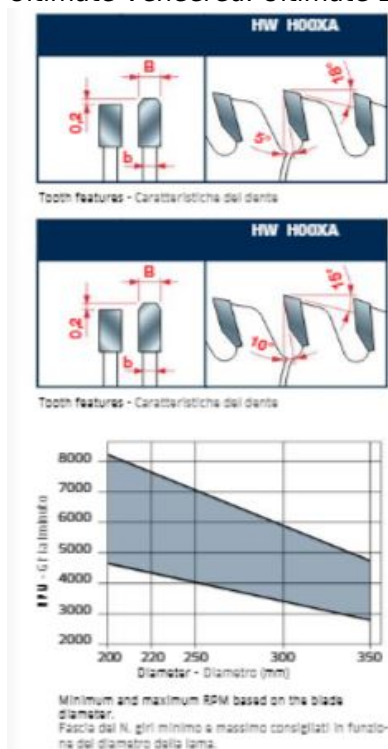 HW H00XA
B
0,2
b
18°
5°
Tooth features - Caratteristiche del dente
HW H00XA
B
0,2
b
15°
10°
Tooth features - Caratteristiche del dente
8000
7000
6000
5000
4000
3000
2000
200 220 250 300 350
Diameter - Diametro (mm)
Minimum and maximum RPM based on the blade
diameter.
Fascia del N. giri minimo e massimo consigliati in funzio-
ne del diametro della lama.